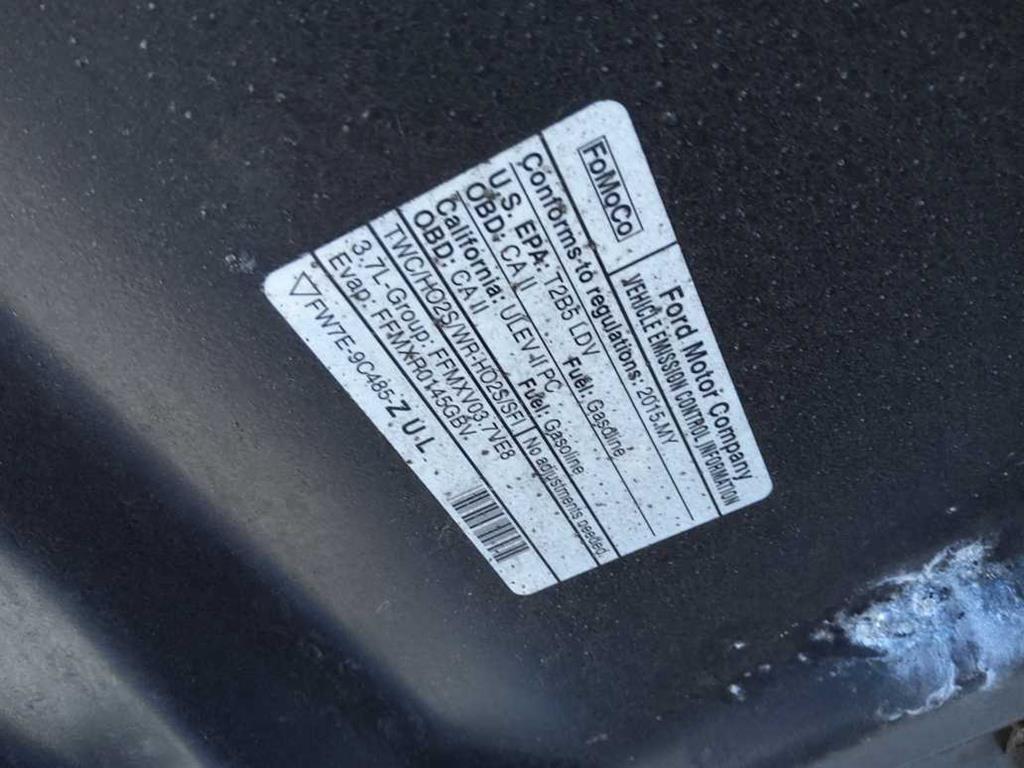 FoMoCo
Ford Motor Company
VEHICLE EMISSION CONTROL INFORMATION
Conforms to regulations: 2015 MY
U.S. EPA: T2B5 LDV Fuel: Gasoline
OBD: CA II
California: ULEV-II PC Fuel: Gasoline
OBD: CA II
TWC/HO2S/WR-HO2S/SFI No adjustments needed.
3.7L-Group: FFMXV03.7VE8
Evap: FFMXR0145GBV
FW7E-9C485-ZUL